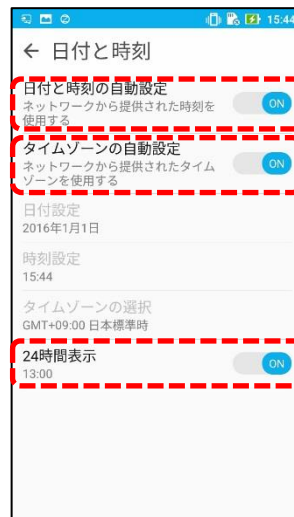 15:44
← 日付と時刻
日付と時刻の自動設定
ネットワークから提供された時刻を
使用する
ON
タイムゾーンの自動設定
ネットワークから提供されたタイム
ゾーンを使用する
ON
日付設定
2016年1月1日
時刻設定
15:44
タイムゾーンの選択
GMT+09:00 日本標準時
24時間表示
13:00
ON